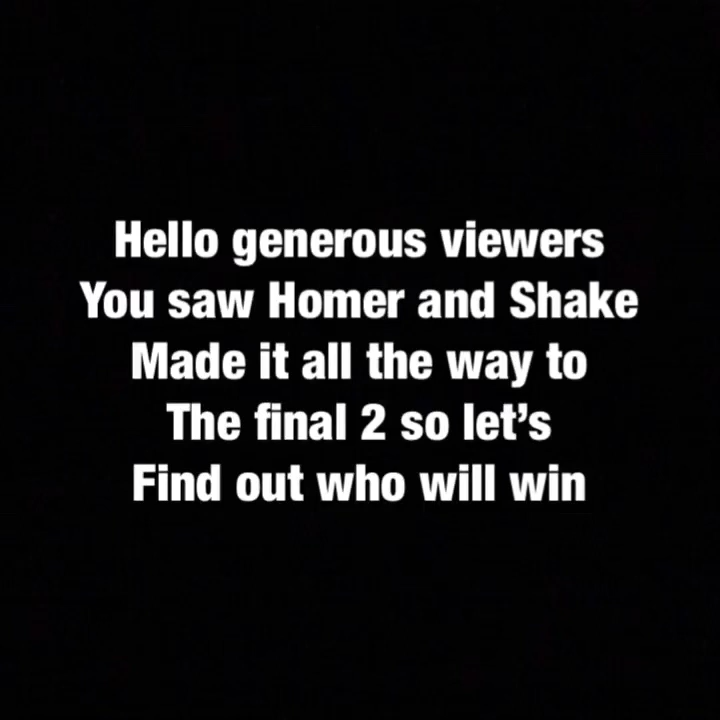 Hello generous viewers
You saw Homer and Shake
Made it all the way to
The final 2 so let’s
Find out who will win